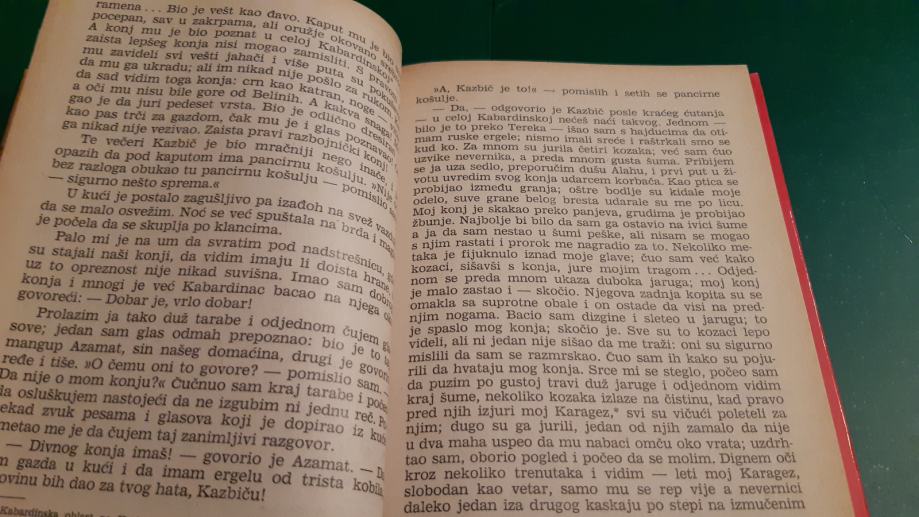 ramena... Bio je vešt kao đavo. Kaput mu je bio
pocepan, sav u zakrpama, ali oružje okovano
A konj mu je bio poznat u celoj Kabardinskoj
zaista lepšeg konja nisi mogao zamisliti. S pravom
mu zavideli svi vešti jahači i više puta su
da mu ga ukradu; ali im nikad nije pošlo za rukom.
da sad vidim toga konja: crn kao katran, noge —
a oči mu nisu bile gore od Belinih. A kakva snaga
gao je da juri pedeset vrsta. Bio je odlično
kao pas trči za gazdom, čak mu je i glas poznavao!
ga nikad nije vezivao. Zaista pravi razbojnički konj!
Te večeri Kazbič je bio mračniji nego inače, i
opazih da pod kaputom ima pancirnu košulju. »Nije
bez razloga obukao tu pancirnu košulju — pomislio
— sigurno nešto sprema.«
U kući je postalo zagušljivo pa izađoh na svež
da se malo osvežim. Noć se već spuštala na brda i
je počela da se skuplja po klancima.
Palo mi je na um da svratim pod nadstrešnicu,
su stajali naši konji, da vidim imaju li doista hrane
uz to opreznost nije nikad suvišna. Imao sam
konja i mnogi je već Kabardinac bacao na njega
govoreći: — Dobar je, vrlo dobar!
Prolazim ja tako duž tarabe i odjednom čujem
sove; jedan sam glas odmah prepoznao: bio je to
mangup Azamat, sin našeg domaćina, drugi je
ređe i tiše. »O čemu oni to govore? — pomislio sam.
Da nije o mom konju?« Čučnuo sam kraj tarabe i
da osluškujem nastojeći da ne izgubim ni jednu reč.
ekad zvuk pesama i glasova koji je dopirao iz
metao me je da čujem taj zanimljivi razgovor.
— Divnog konja imaš! — govorio je Azamat. —
m gazda u kući i da imam ergelu od trista kobila
ovinu bih dao za tvog hata, Kazbiču!
»A, Kazbič je to!« — pomislih i setih se pancirne
košulje.
— Da, — odgovorio je Kazbič posle kraćeg ćutanja
— u celoj Kabardinskoj nećeš naći takvog. Jednom —
bilo je to preko Tereka — išao sam s hajducima da oti-
mam ruske ergele; nismo imali sreće i raštrkali smo se
kud ko. Za mnom su jurila četiri kozaka; već sam čuo
uzvike nevernika, a preda mnom gusta šuma. Pribijem
se ja uza sedlo, preporučim dušu Alahu, i prvi put u ži-
votu uvredim svog konja udarcem korbača. Kao ptica se
probijao između granja; oštre bodlje su kidale moje
odelo, suve grane belog bresta udarale su me po licu.
Moj konj je skakao preko panjeva, grudima je probijao
žbunje. Najbolje bi bilo da sam ga ostavio na ivici šume
a ja da sam nestao u šumi peške, ali nisam se mogao
s njim rastati i prorok me nagradio za to. Nekoliko me-
taka je fijuknulo iznad moje glave; čuo sam već kako
kozaci, sišavši s konja, jure mojim tragom... Odjed-
nom se preda mnom ukaza duboka jaruga; moj konj
je malo zastao i — skočio. Njegova zadnja kopita su se
omakla sa suprotne obale i on ostade da visi na pred-
njim nogama. Bacio sam dizgine i sleteo u jarugu; to
je spaslo mog konja; skočio je. Sve su to kozaci lepo
videli, ali ni jedan nije sišao da me traži: oni su sigurno
mislili da sam se razmrskao. Čuo sam ih kako su poju-
rili da hvataju mog konja. Srce mi se steglo, počeo sam
da puzim po gustoj travi duž jaruge i odjednom vidim
kraj šume, nekoliko kozaka izlaze na čistinu, kad pravo
pred njih izjuri moj Karagez,* svi su vičući poleteli za
njim; dugo su ga jurili, jedan od njih zamalo da nije
u dva maha uspeo da mu nabaci omču oko vrata; uzdrh-
tao sam, oborio pogled i počeo da se molim. Dignem oči
kroz nekoliko trenutaka i vidim — leti moj Karagez,
slobodan kao vetar, samo mu se rep vije a nevernici
daleko jedan iza drugog kaskaju po stepi na izmučenim